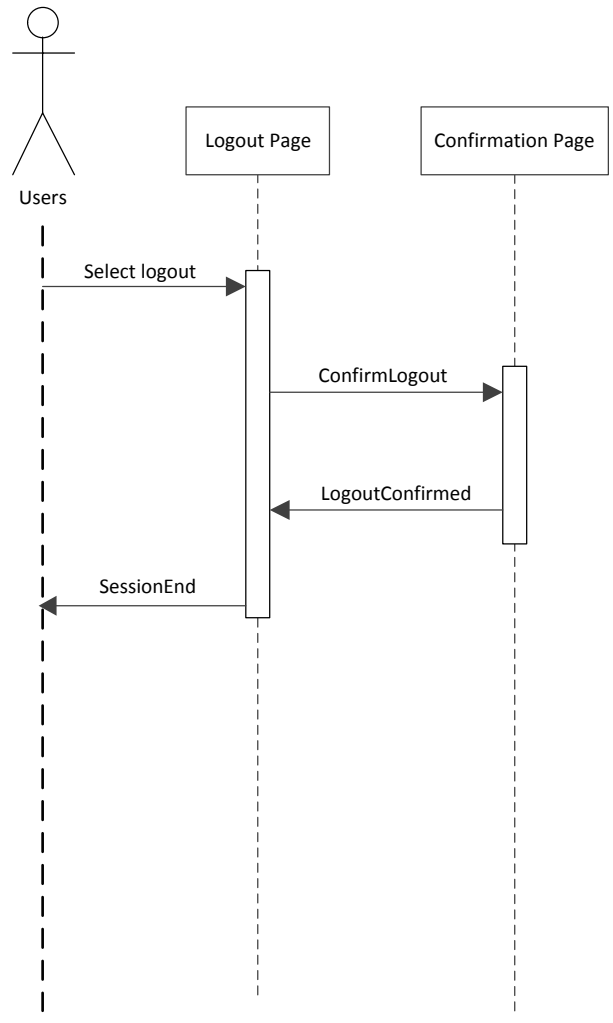 Logout Page
Confirmation Page
Users
Select logout
ConfirmLogout
LogoutConfirmed
SessionEnd